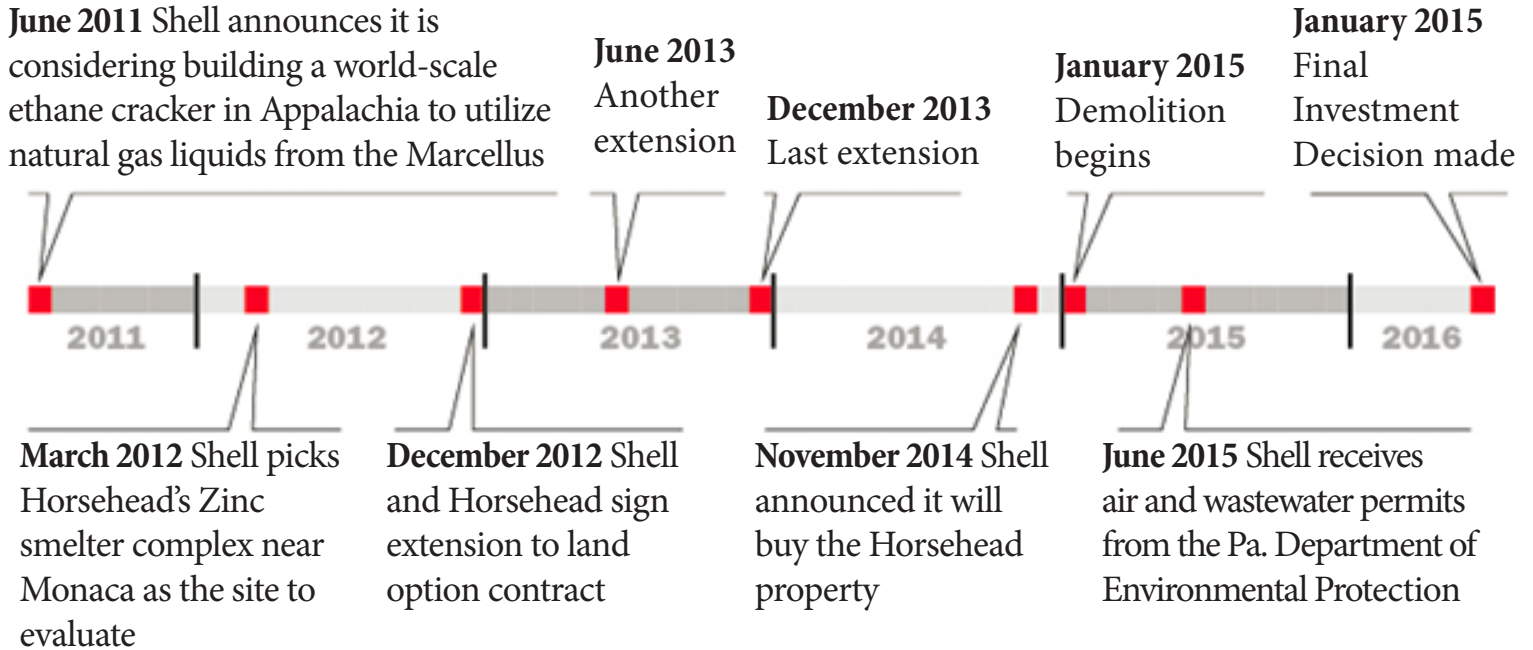 June 2011 Shell announces it is
considering building a world-scale
ethane cracker in Appalachia to utilize
natural gas liquids from the Marcellus
June 2013
Another
extension
December 2013
Last extension
January 2015
Demolition
begins
January 2015
Final
Investment
Decision made
2011
2012
2013
2014
2015
2016
March 2012 Shell picks
Horsehead’s Zinc
smelter complex near
Monaca as the site to
evaluate
December 2012 Shell
and Horsehead sign
extension to land
option contract
November 2014 Shell
announced it will
buy the Horsehead
property
June 2015 Shell receives
air and wastewater permits
from the Pa. Department of
Environmental Protection